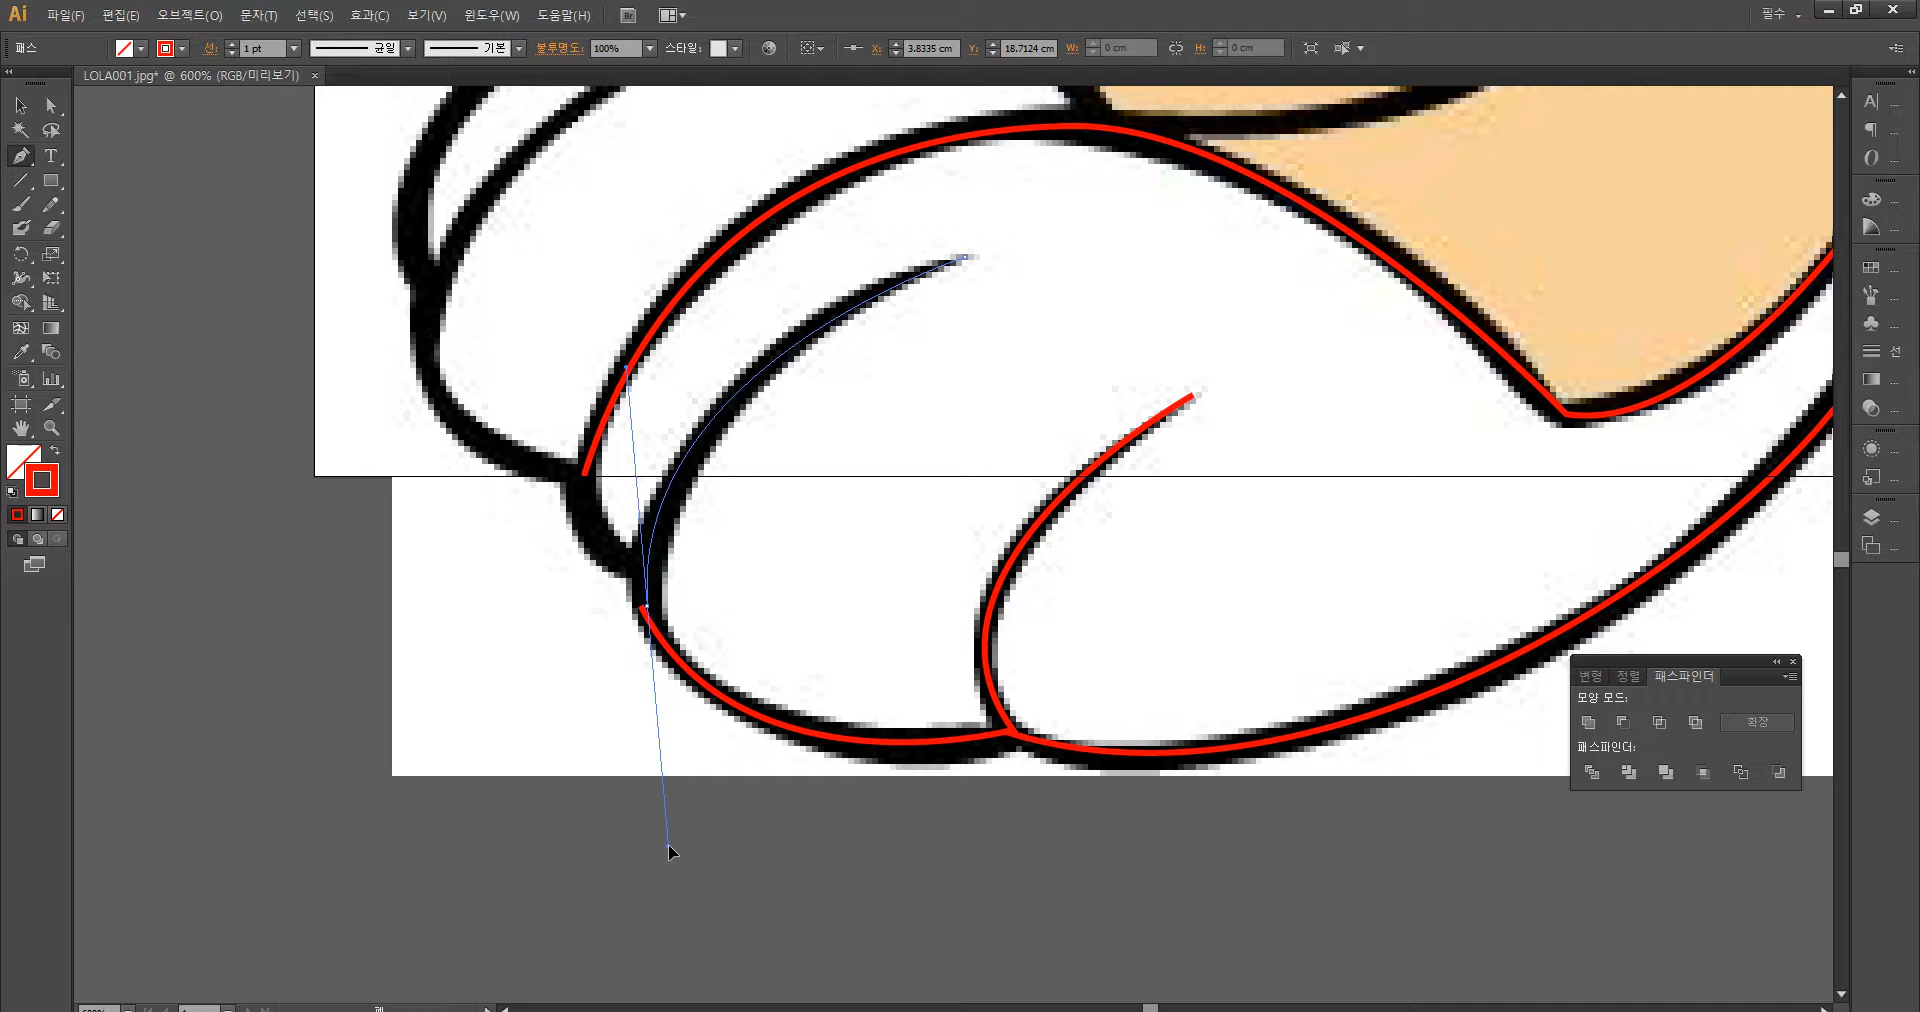 Ai 파일(F) 편집(E) 오브젝트(O) 문자(T) 선택(S) 효과(C) 보기(V) 윈도우(W) 도움말(H) Br 필수
패스 선: 1 pt 균일 기본 불투명도: 100% 스타일: X: 3.8335 cm Y: 18.7124 cm W: 0 cm H: 0 cm
LOLA001.jpg* @ 600% (RGB/미리보기)
선
변형 정렬 패스파인더
모양 모드:
확장
패스파인더: